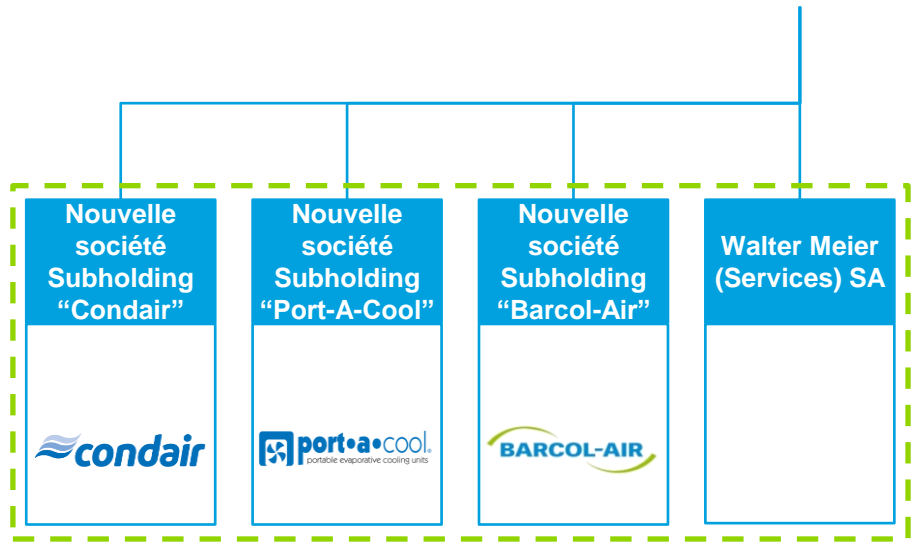 Nouvelle
société
Subholding
“Condair”
Nouvelle
société
Subholding
“Port-A-Cool”
Nouvelle
société
Subholding
“Barcol-Air”
Walter Meier
(Services) SA
condair
port•a•cool®
portable evaporative cooling units
BARCOL-AIR